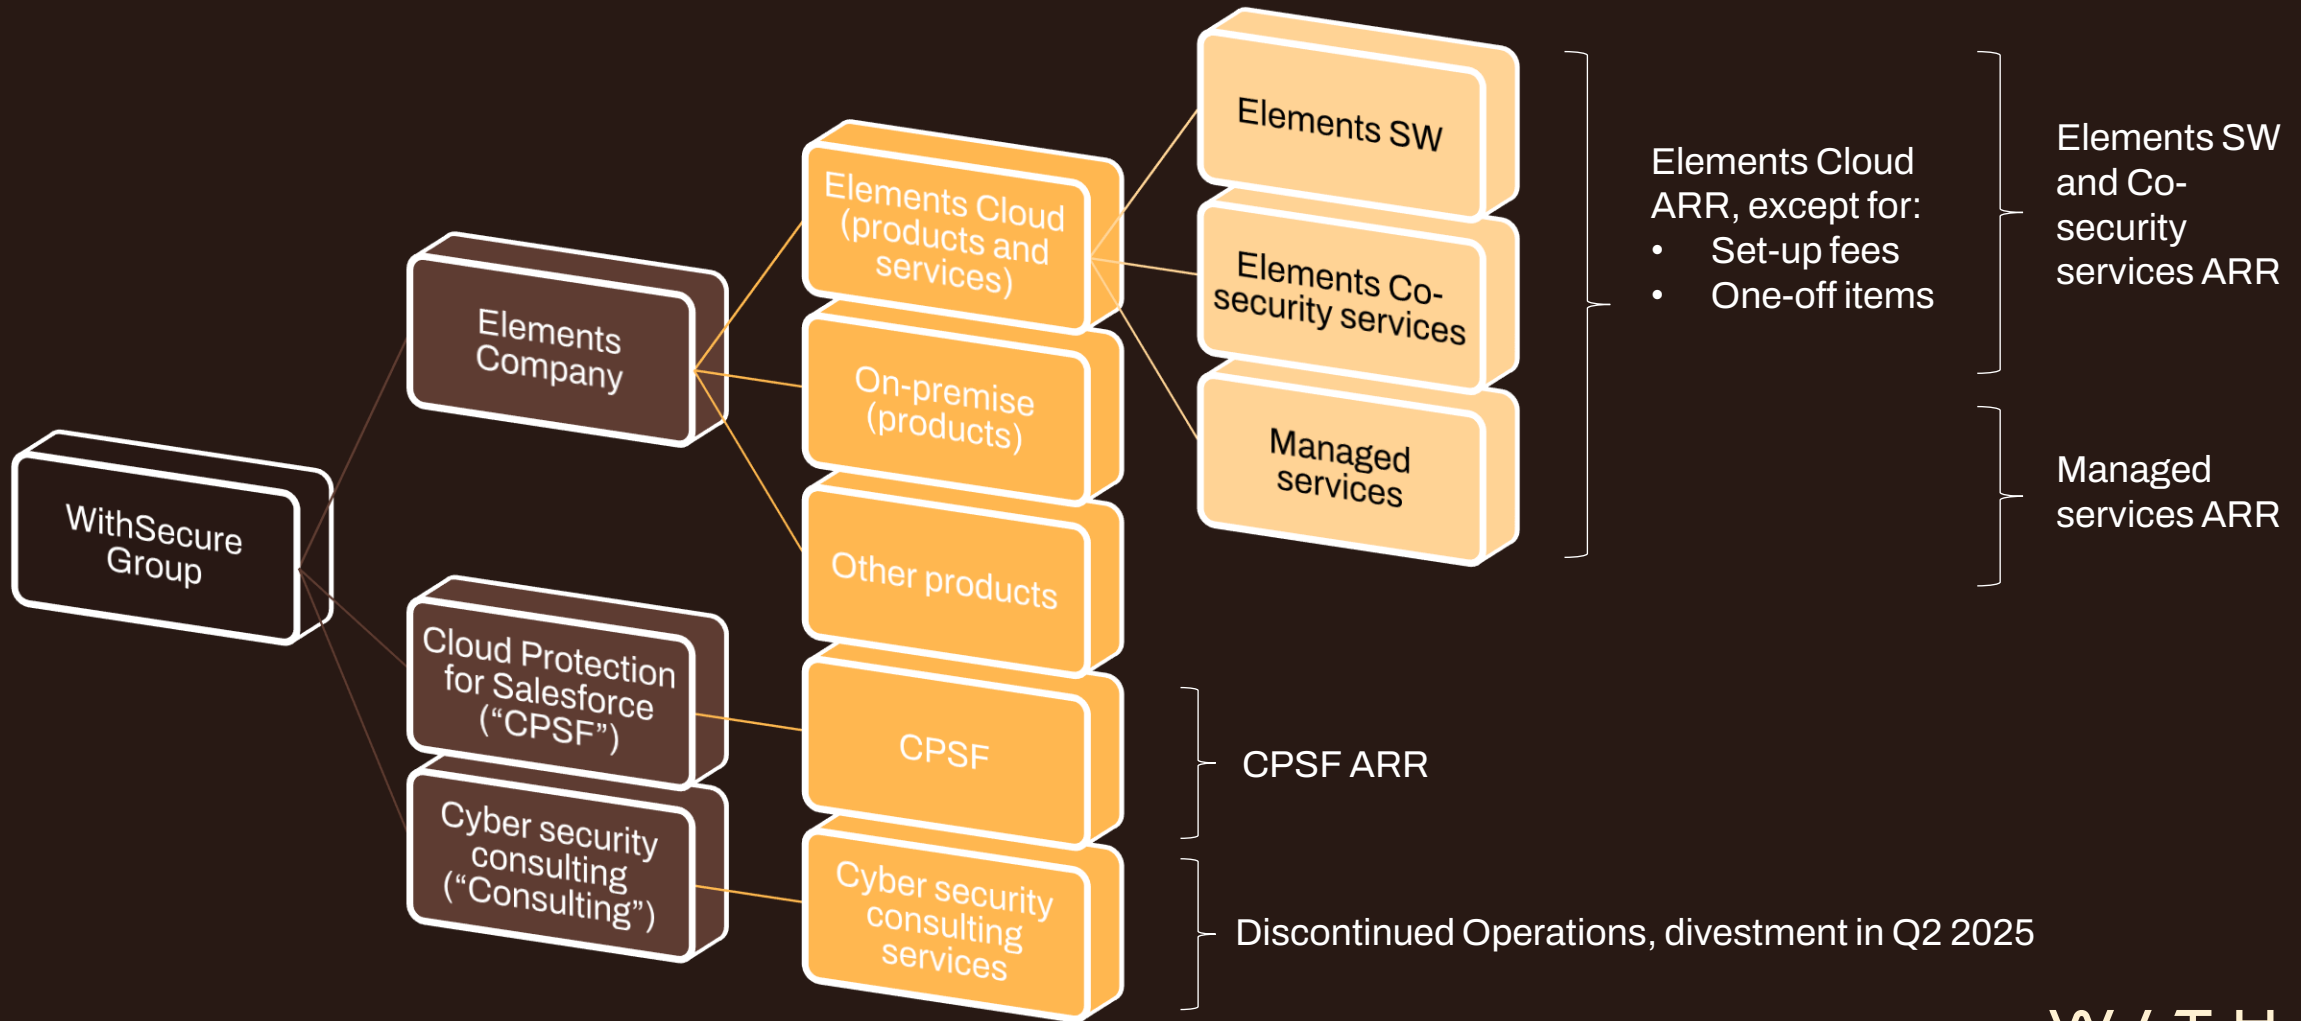 WithSecure
Group
Elements
Company
Cloud Protection
for Salesforce
(“CPSF”)
Cyber security
consulting
(“Consulting”)
Elements Cloud
(products and
services)
On-premise
(products)
Other products
CPSF
Cyber security
consulting
services
Elements SW
Elements Co-
security services
Managed
services
Elements Cloud
ARR, except for:
• Set-up fees
• One-off items
Elements SW
and Co-
security
services ARR
Managed
services ARR
CPSF ARR
Discontinued Operations, divestment in Q2 2025